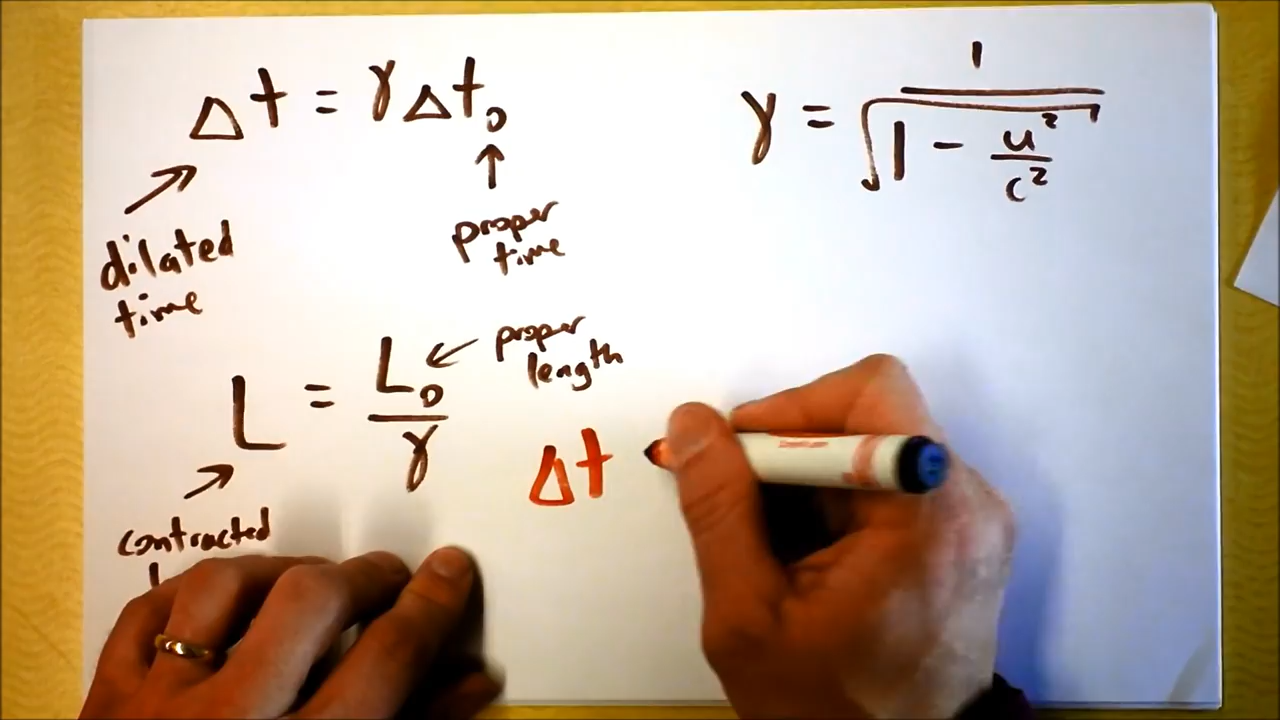 Δt = γΔt₀
γ = 1/√(1 - u²/c²)
dilated
time
proper
time
L = L₀/γ
proper
length
contracted
Δt